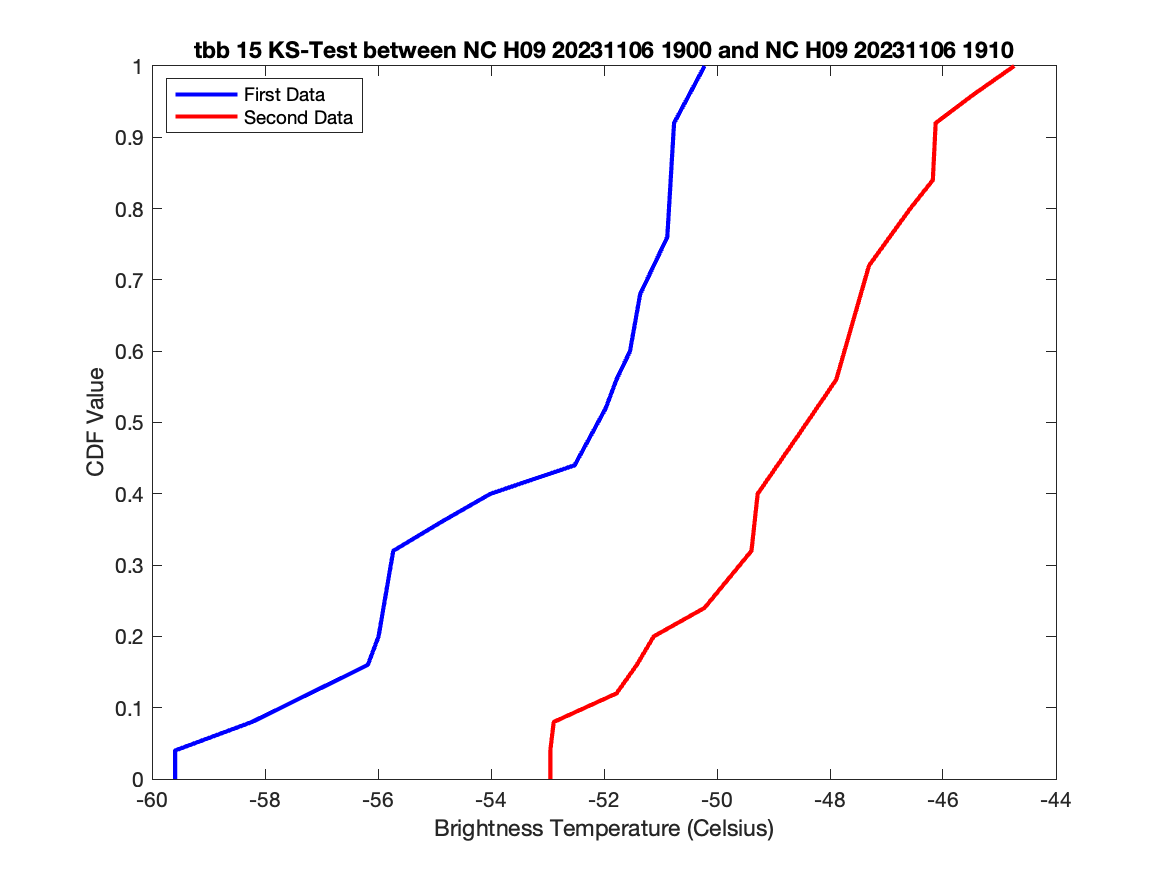 tbb 15 KS-Test between NC H09 20231106 1900 and NC H09 20231106 1910
First Data
Second Data
1
0.9
0.8
0.7
0.6
0.5
0.4
0.3
0.2
0.1
0
CDF Value
-60 -58 -56 -54 -52 -50 -48 -46 -44
Brightness Temperature (Celsius)